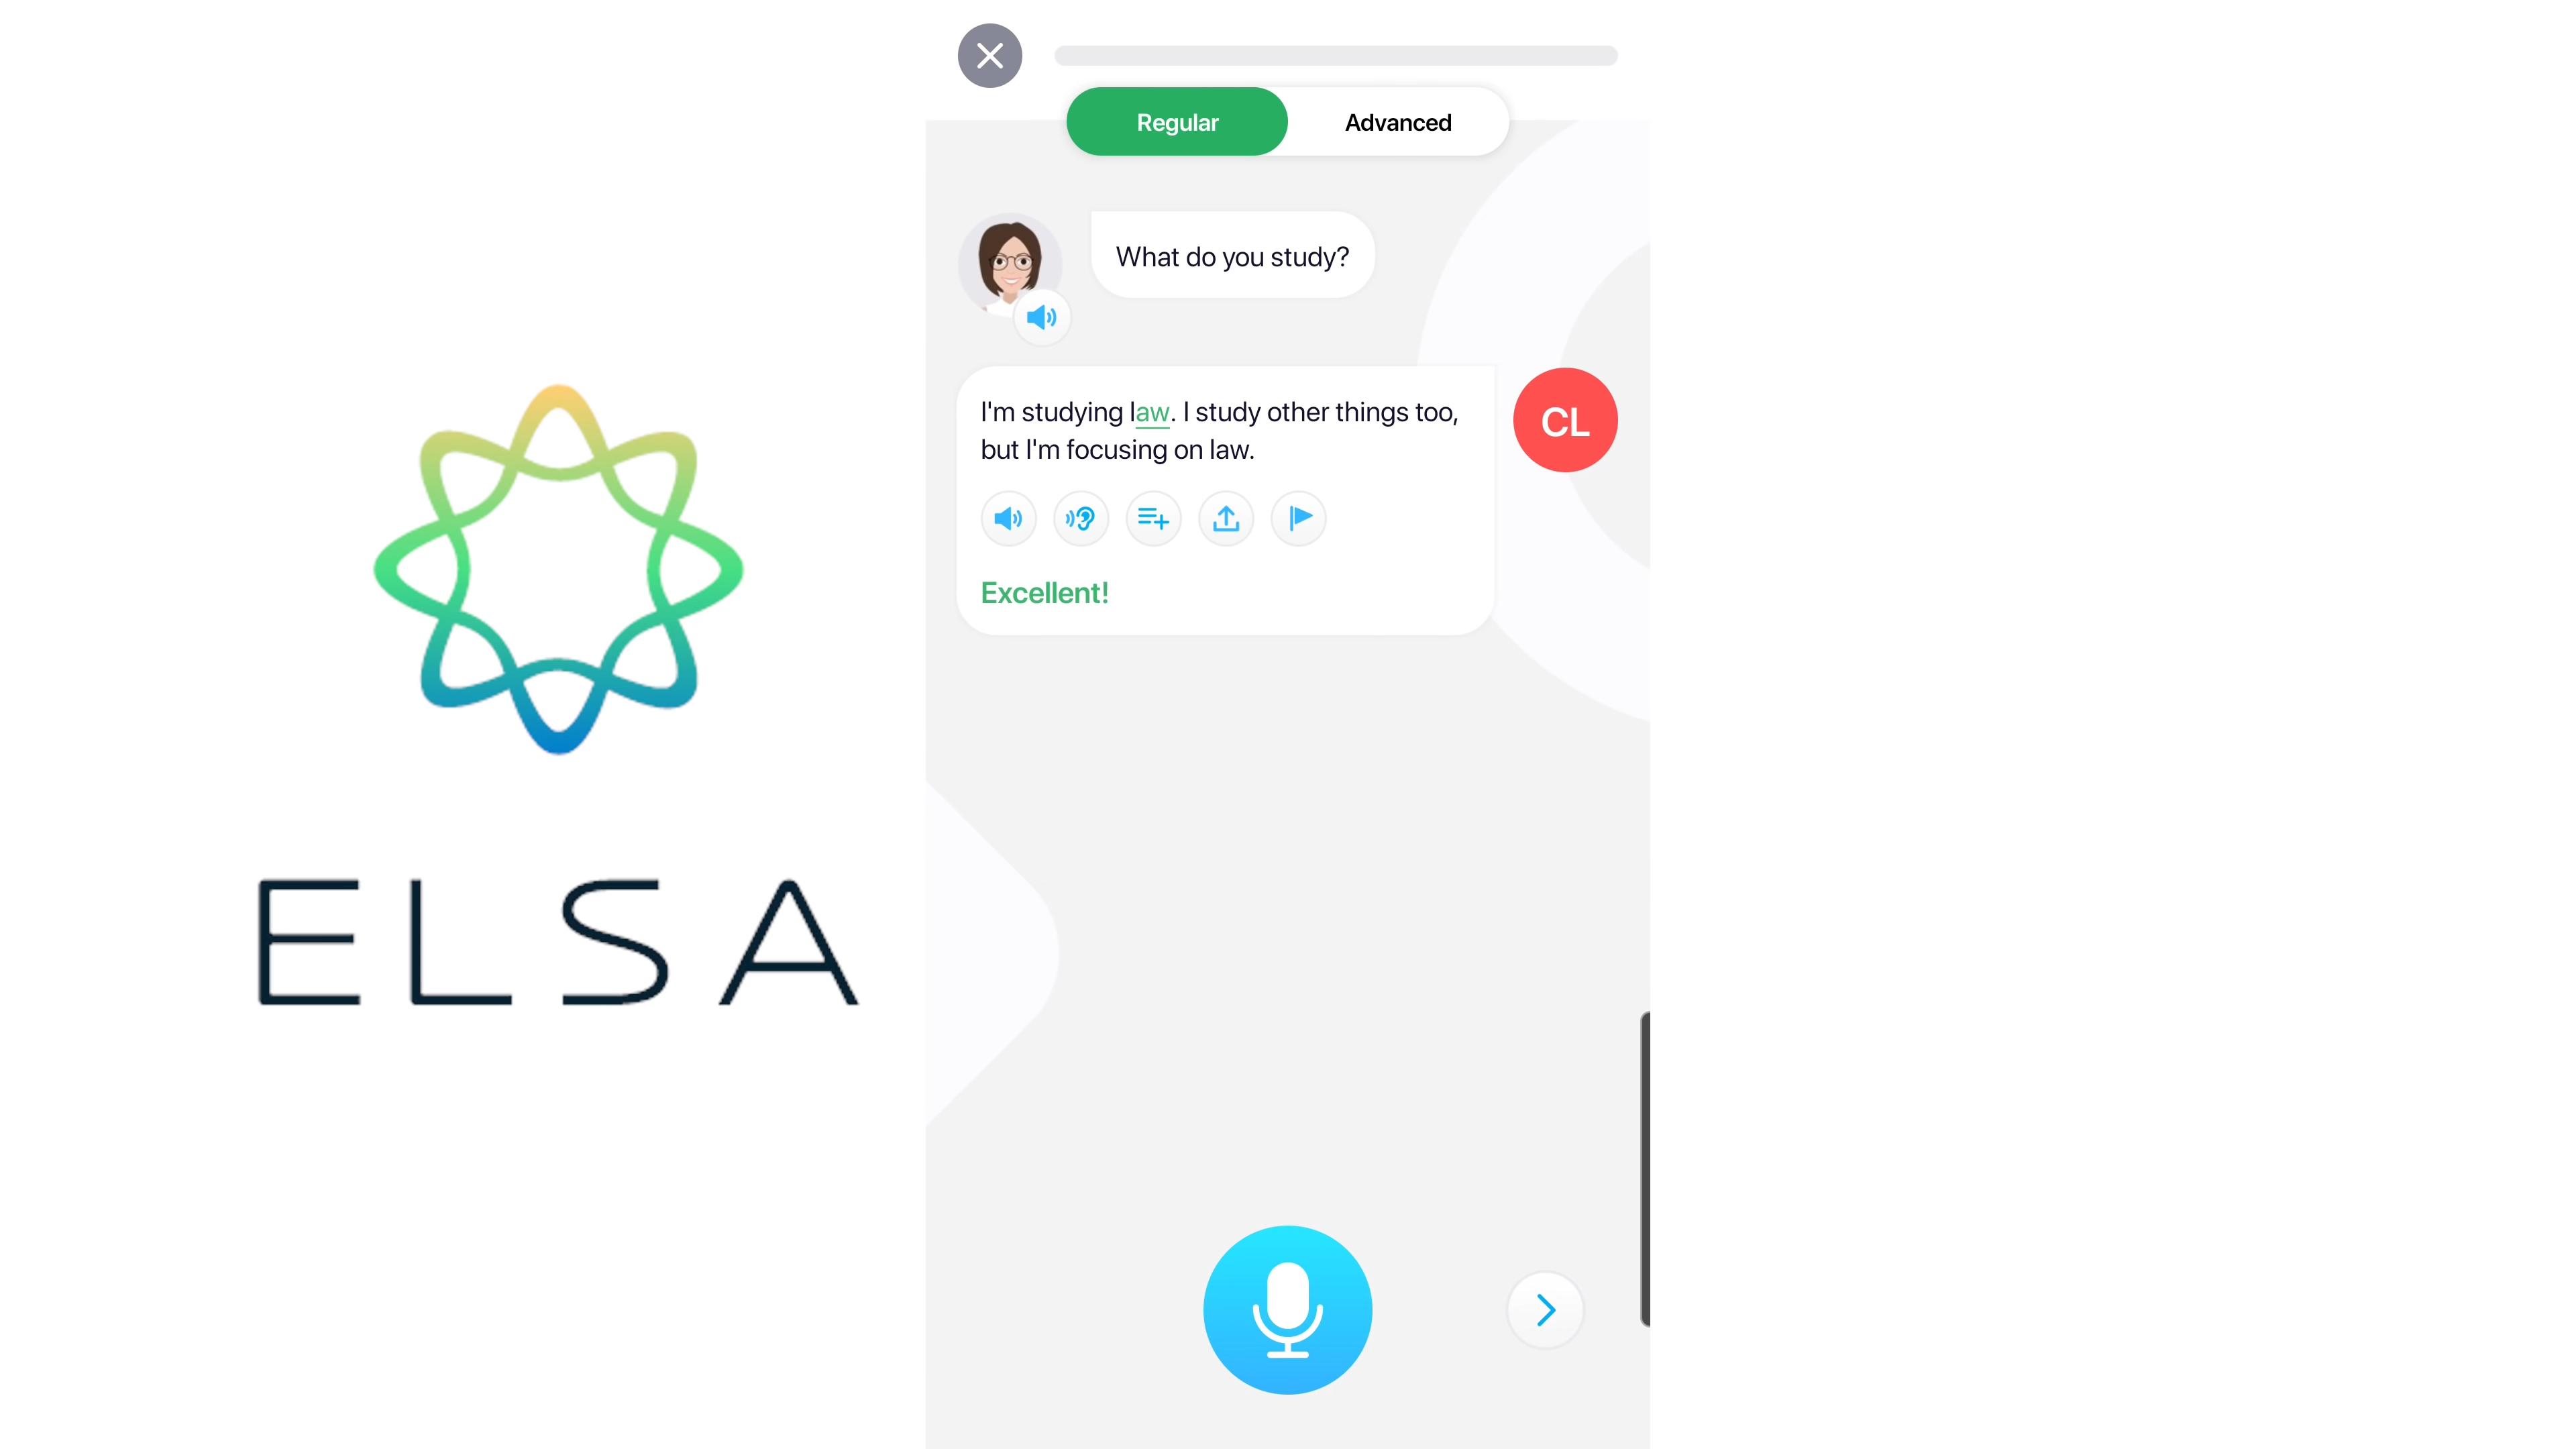 ELSA
Regular
Advanced
What do you study?
I'm studying law. I study other things too,
but I'm focusing on law.
CL
Excellent!